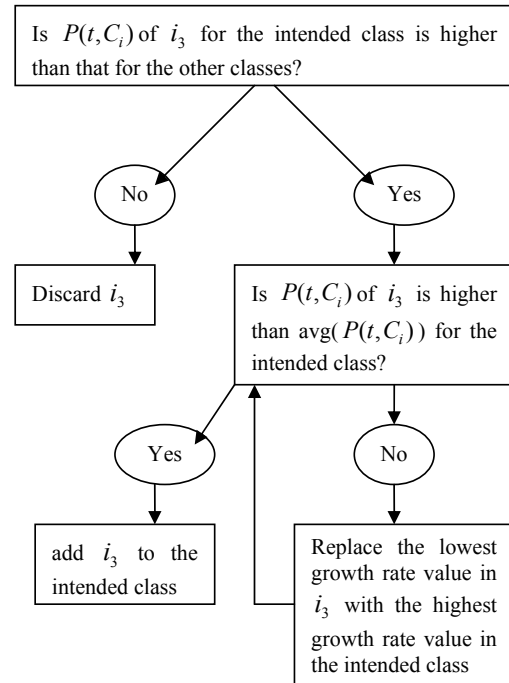 Is P(t,C_i) of i_3 for the intended class is higher
than that for the other classes?
No
Yes
Discard i_3
Is P(t,C_i) of i_3 is higher
than avg(P(t,C_i)) for the
intended class?
Yes
No
add i_3 to the
intended class
Replace the lowest
growth rate value in
i_3 with the highest
growth rate value in
the intended class